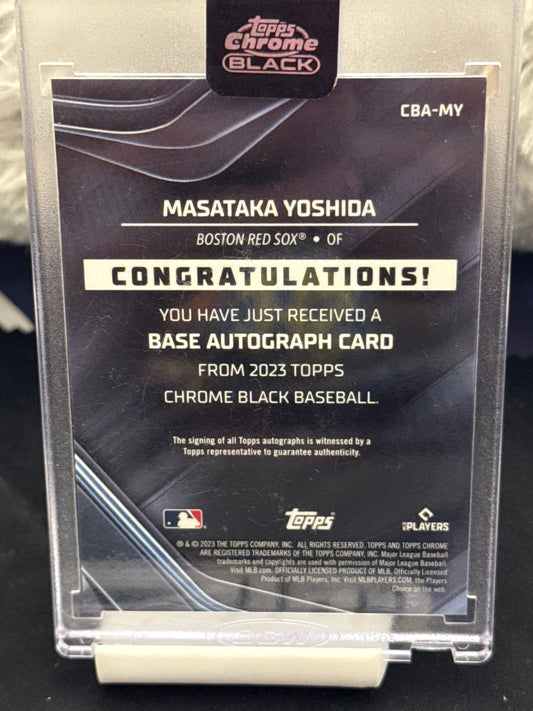 Topps
Chrome
BLACK
CBA-MY
MASATAKA YOSHIDA
BOSTON RED SOX® • OF
CONGRATULATIONS!
YOU HAVE JUST RECEIVED A
BASE AUTOGRAPH CARD
FROM 2023 TOPPS
CHROME BLACK BASEBALL.
The signing of all Topps autographs is witnessed by a
Topps representative to guarantee authenticity.
Topps
PLAYERS
® & © 2023 THE TOPPS COMPANY, INC. ALL RIGHTS RESERVED. TOPPS AND TOPPS CHROME
ARE REGISTERED TRADEMARKS OF THE TOPPS COMPANY, INC. Major League Baseball
trademarks and copyrights are used with permission of Major League Baseball.
Visit MLB.com. OFFICIALLY LICENSED PRODUCT OF MLB. Officially Licensed
Product of MLB Players, Inc. Visit MLBPLAYERS.COM, the Players
Choice on the web.